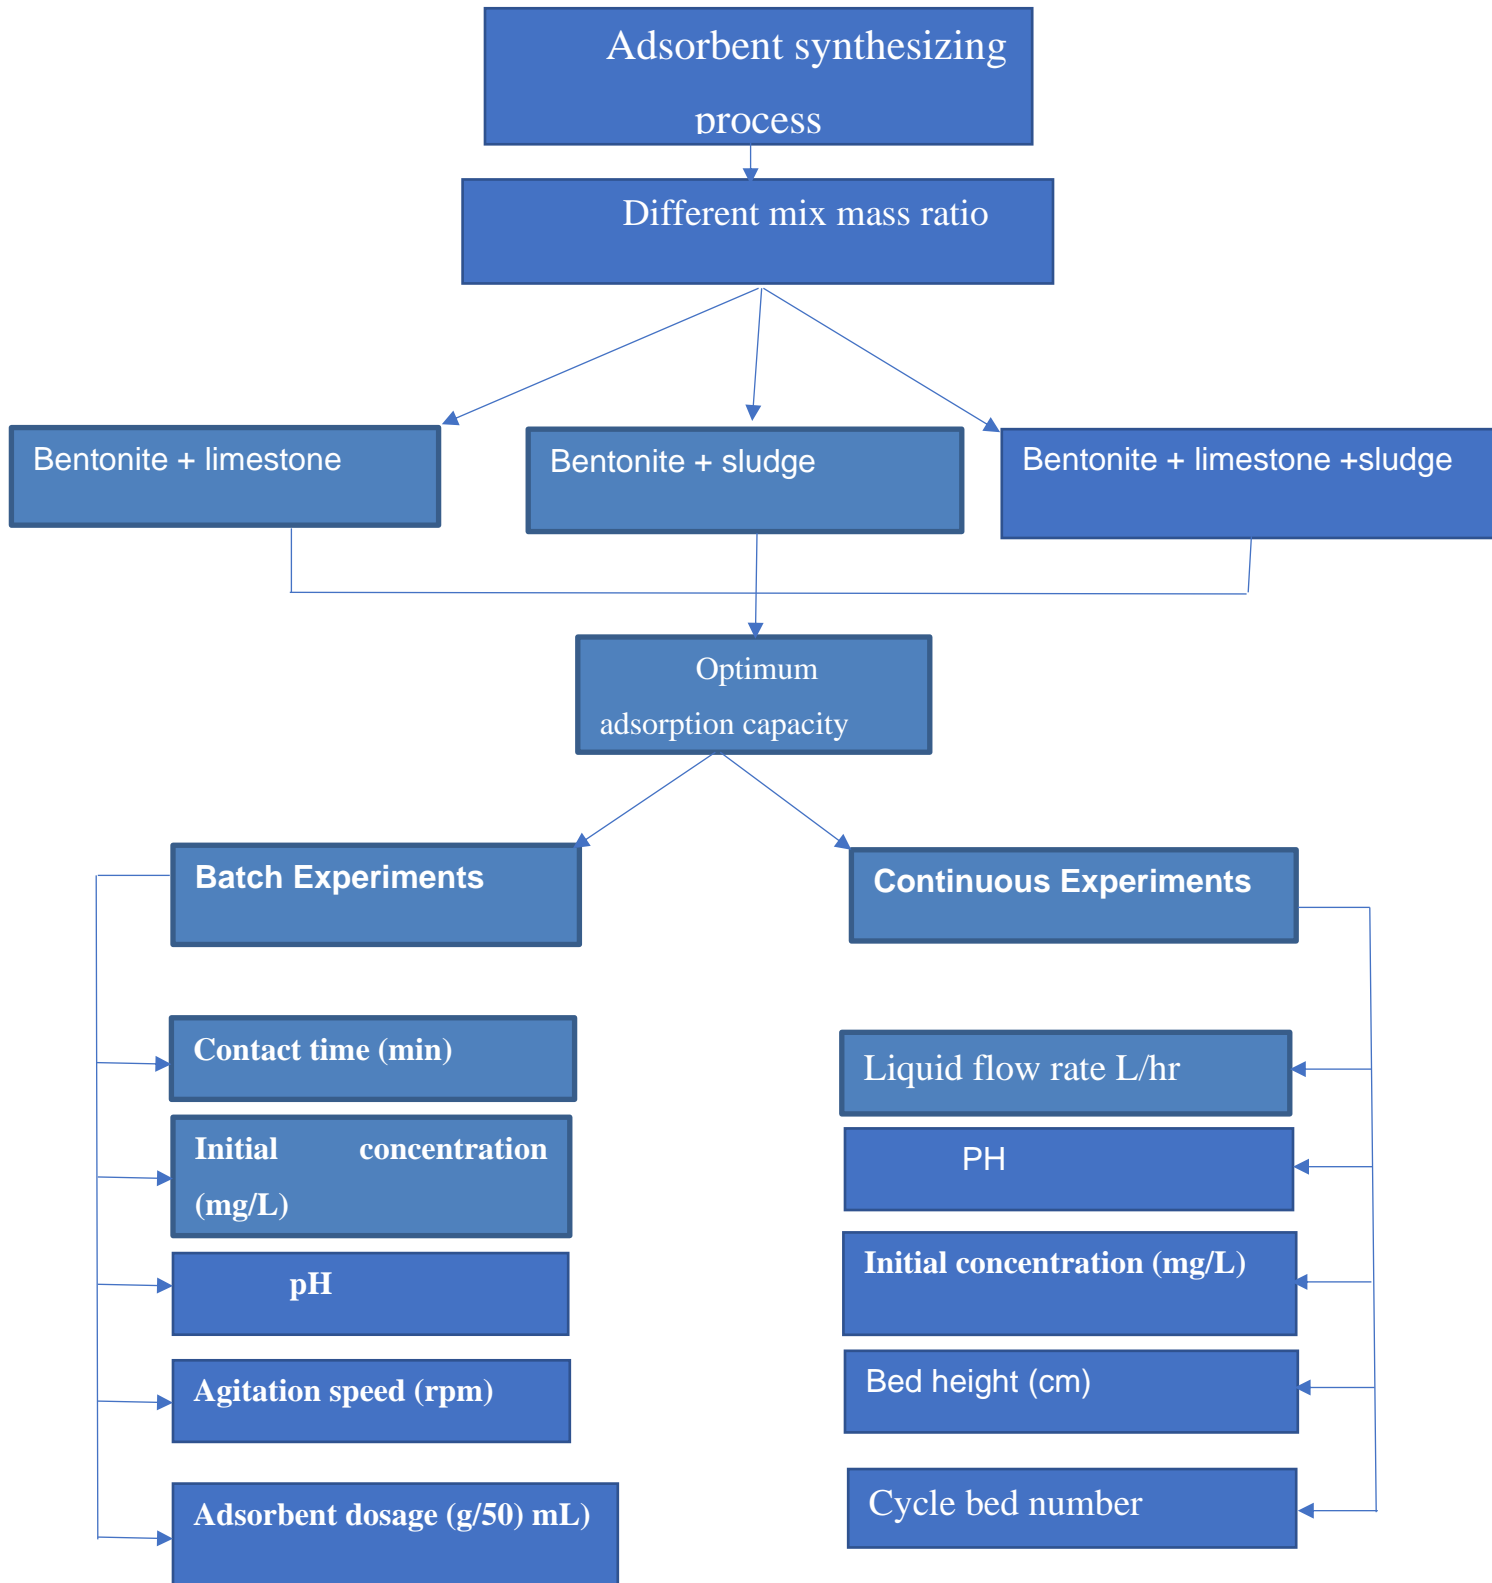 Adsorbent synthesizing
process
Different mix mass ratio
Bentonite + limestone
Bentonite + sludge
Bentonite + limestone +sludge
Optimum
adsorption capacity
Batch Experiments
Continuous Experiments
Contact time (min)
Initial concentration
(mg/L)
pH
Agitation speed (rpm)
Adsorbent dosage (g/50) mL)
Liquid flow rate L/hr
PH
Initial concentration (mg/L)
Bed height (cm)
Cycle bed number